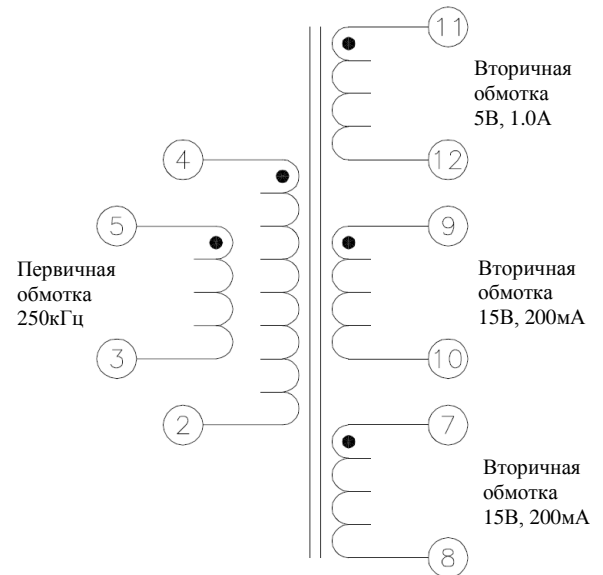 11
Вторичная
обмотка
5В, 1.0А
12
4
5
9
Первичная
обмотка
250кГц
Вторичная
обмотка
15В, 200мА
3
10
2
7
Вторичная
обмотка
15В, 200мА
8